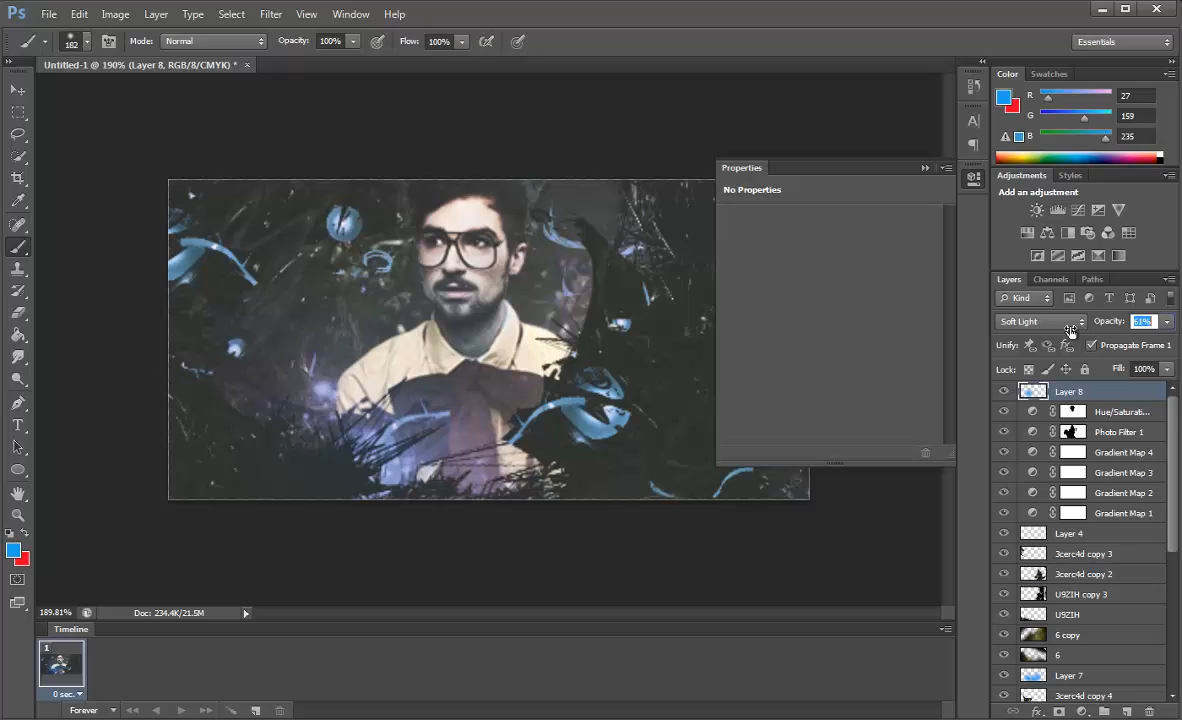 Ps File Edit Image Layer Type Select Filter View Window Help
182 Mode: Normal Opacity: 100% Flow: 100% Essentials
Untitled-1 @ 190% (Layer 8, RGB/8/CMYK) * ×
Color Swatches
R 27
G 159
B 235
Properties
No Properties
Adjustments Styles
Add an adjustment
Layers Channels Paths
Kind
Soft Light Opacity: 61%
Unify: Propagate Frame 1
Lock: Fill: 100%
Layer 8
Hue/Saturati...
Photo Filter 1
Gradient Map 4
Gradient Map 3
Gradient Map 2
Gradient Map 1
Layer 4
3cerc4d copy 3
3cerc4d copy 2
U9ZIH copy 3
U9ZIH
6 copy
6
Layer 7
3cerc4d copy 4
189.81% Doc: 234.4K/21.5M
Timeline
1
0 sec.
Forever